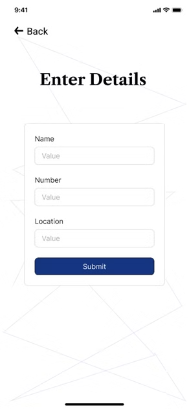 9:41
← Back
Enter Details
Name
Value
Number
Value
Location
Value
Submit